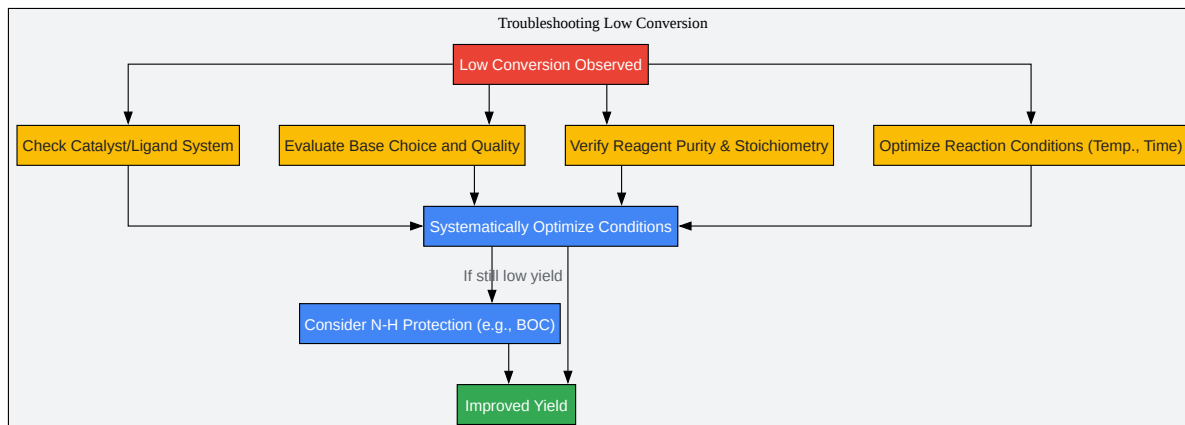 Troubleshooting Low Conversion
Low Conversion Observed
Check Catalyst/Ligand System
Evaluate Base Choice and Quality
Verify Reagent Purity & Stoichiometry
Optimize Reaction Conditions (Temp., Time)
Systematically Optimize Conditions
If still low yield
Consider N-H Protection (e.g., BOC)
Improved Yield